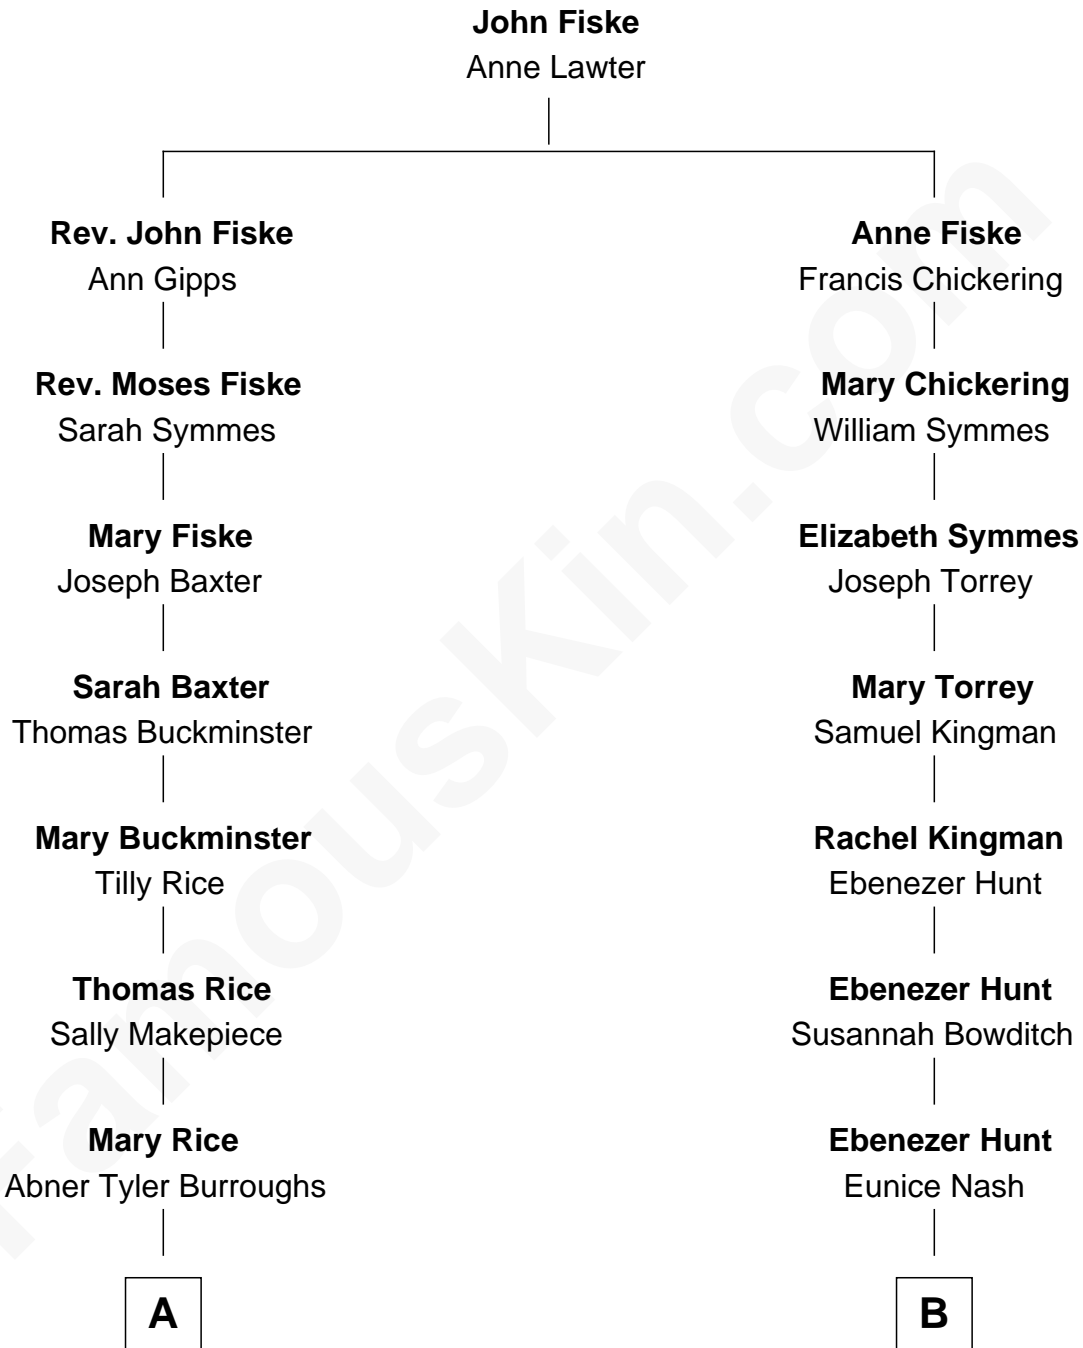 John Fiske
Anne Lawter
Rev. John Fiske
Ann Gipps
Anne Fiske
Francis Chickering
Rev. Moses Fiske
Sarah Symmes
Mary Chickering
William Symmes
Mary Fiske
Joseph Baxter
Elizabeth Symmes
Joseph Torrey
Sarah Baxter
Thomas Buckminster
Mary Torrey
Samuel Kingman
Mary Buckminster
Tilly Rice
Rachel Kingman
Ebenezer Hunt
Thomas Rice
Sally Makepiece
Ebenezer Hunt
Susannah Bowditch
Mary Rice
Abner Tyler Burroughs
Ebenezer Hunt
Eunice Nash
A
B
FamousKin.com